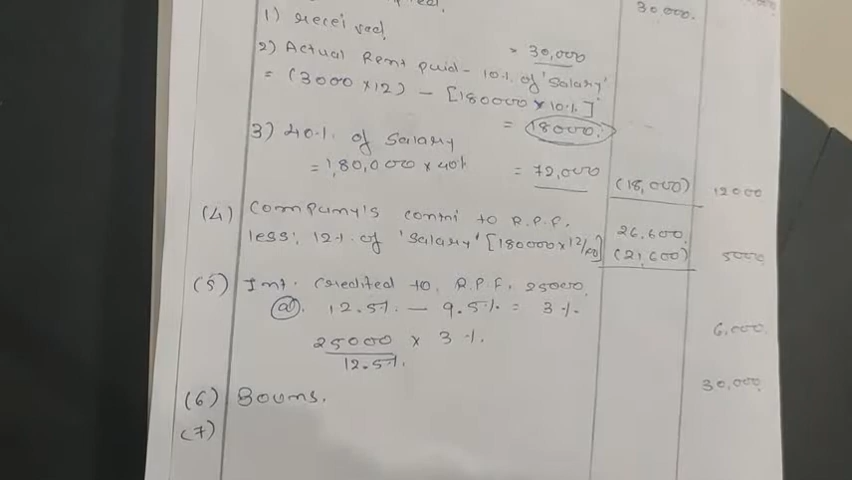 30,000.
1) Received.
= 30,000
2) Actual Rent paid - 10% of 'Salary'
= (3000 x 12) - [180000 x 10%]
= 18000.
3) 40% of Salary
= 1,80,000 x 40% = 72,000
(18,000) 12000
(4) Company's contri to R.P.F. 26,600.
less: 12% of 'Salary' [180000 x 12/100] (21,600) 5000
(5) Int. Credited to. R.P.F. 25000.
(a). 12.5% - 9.5% = 3%.
25000 x 3%. 6,000.
12.5%.
(6) Bouns. 30,000.
(7)